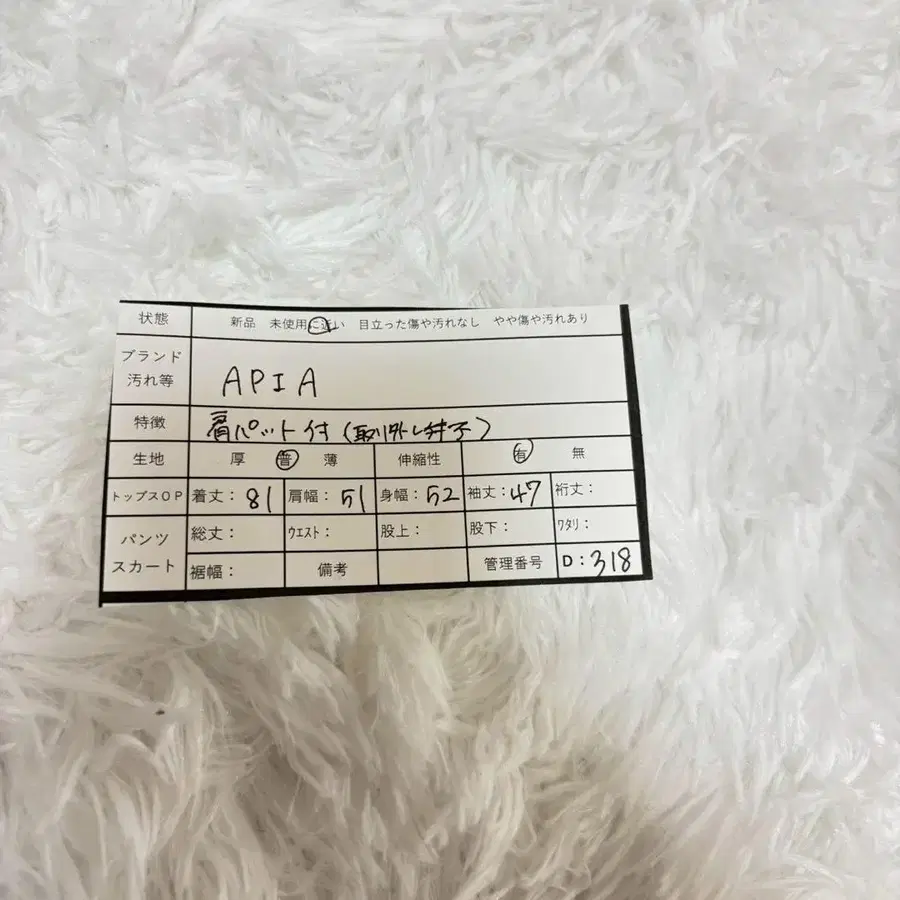 状態 新品 未使用に近い 目立った傷や汚れなし やや傷や汚れあり
ブランド
汚れ等 APIA
特徴 肩パット付(取り外し
生地 厚 普 薄 伸縮性 有 無
トップスOP 着丈:81 肩幅:51 身幅:52 袖丈:47 裄丈:
パンツ
スカート 総丈: ウエスト: 股上: 股下: ワタリ:
裾幅: 備考 管理番号 D:318